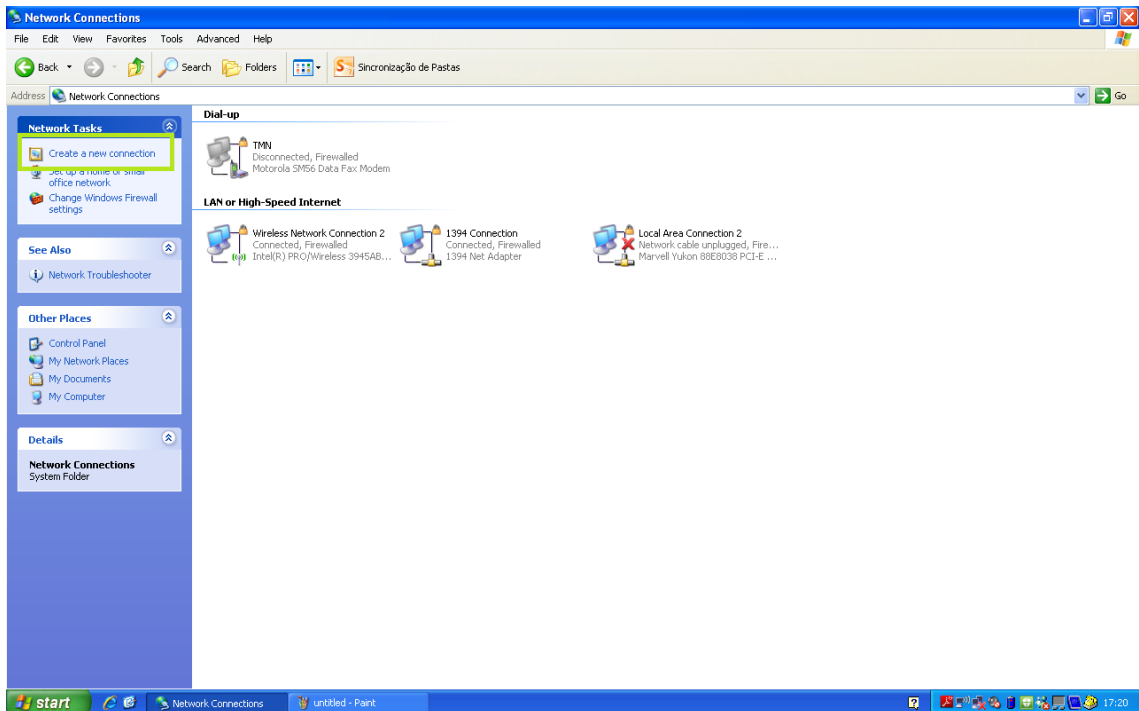 Network Connections
File Edit View Favorites Tools Advanced Help
Back Search Folders Sincronização de Pastas
Address Network Connections Go
Network Tasks
Create a new connection
Set up a home or small
office network
Change Windows Firewall
settings
See Also
Network Troubleshooter
Other Places
Control Panel
My Network Places
My Documents
My Computer
Details
Network Connections
System Folder
Dial-up
TMN
Disconnected, Firewalled
Motorola SM56 Data Fax Modem
LAN or High-Speed Internet
Wireless Network Connection 2
Connected, Firewalled
Intel(R) PRO/Wireless 3945AB...
1394 Connection
Connected, Firewalled
1394 Net Adapter
Local Area Connection 2
Network cable unplugged, Fire...
Marvell Yukon 88E8038 PCI-E ...
start Network Connections untitled - Paint 17:20